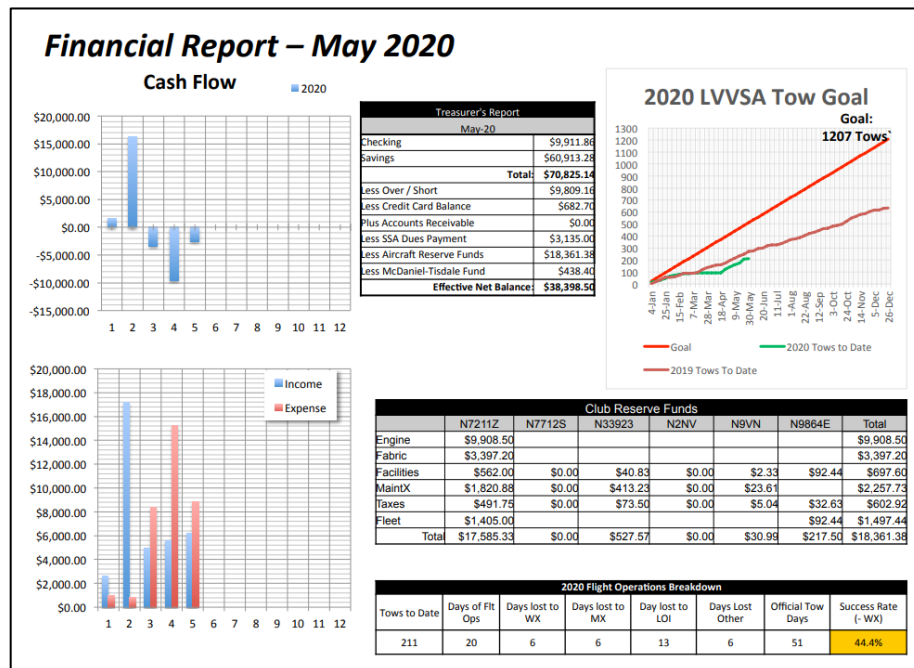 Financial Report – May 2020
Cash Flow
2020
$20,000.00
$15,000.00
$10,000.00
$5,000.00
$0.00
-$5,000.00
-$10,000.00
-$15,000.00
1 2 3 4 5 6 7 8 9 10 11 12
Treasurer's Report
May-20
Checking $9,911.86
Savings $60,913.28
Total: $70,825.14
Less Over / Short $9,809.16
Less Credit Card Balance $682.70
Plus Accounts Receivable $0.00
Less SSA Dues Payment $3,135.00
Less Aircraft Reserve Funds $18,361.38
Less McDaniel-Tisdale Fund $438.40
Effective Net Balance: $38,398.50
2020 LVVSA Tow Goal
Goal:
1207 Tows`
1300
1200
1100
1000
900
800
700
600
500
400
300
200
100
0
4-Jan 25-Jan 15-Feb 7-Mar 28-Mar 18-Apr 9-May 30-May 20-Jun 11-Jul 1-Aug 22-Aug 12-Sep 3-Oct 24-Oct 14-Nov 5-Dec 26-Dec
Goal 2020 Tows to Date
2019 Tows To Date
$20,000.00
$18,000.00
$16,000.00
$14,000.00
$12,000.00
$10,000.00
$8,000.00
$6,000.00
$4,000.00
$2,000.00
$0.00
Income
Expense
1 2 3 4 5 6 7 8 9 10 11 12
Club Reserve Funds
N7211Z N7712S N33923 N2NV N9VN N9864E Total
Engine $9,908.50 $9,908.50
Fabric $3,397.20 $3,397.20
Facilities $562.00 $0.00 $40.83 $0.00 $2.33 $92.44 $697.60
MaintX $1,820.88 $0.00 $413.23 $0.00 $23.61 $2,257.73
Taxes $491.75 $0.00 $73.50 $0.00 $5.04 $32.63 $602.92
Fleet $1,405.00 $92.44 $1,497.44
Total $17,585.33 $0.00 $527.57 $0.00 $30.99 $217.50 $18,361.38
2020 Flight Operations Breakdown
Tows to Date Days of Flt Ops Days lost to WX Days lost to MX Day lost to LOI Days Lost Other Official Tow Days Success Rate (- WX)
211 20 6 6 13 6 51 44.4%